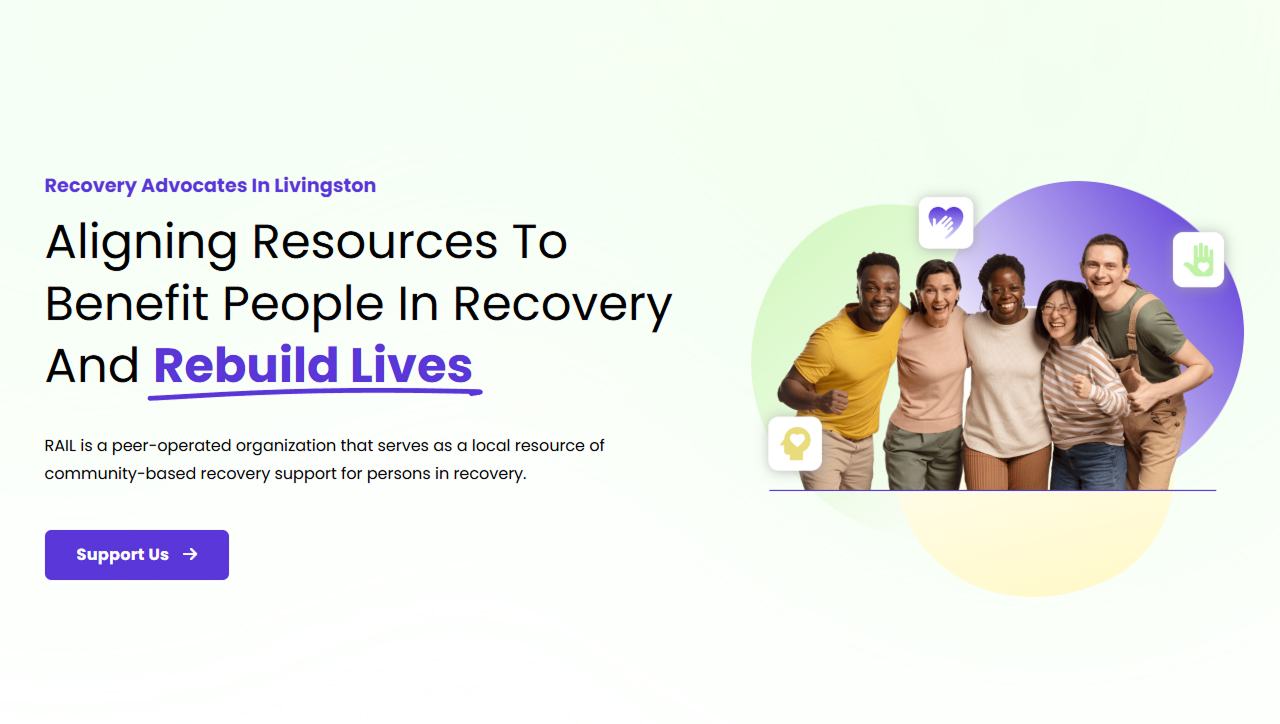 Recovery Advocates In Livingston
Aligning Resources To
Benefit People In Recovery
And Rebuild Lives
RAIL is a peer-operated organization that serves as a local resource of
community-based recovery support for persons in recovery.
Support Us